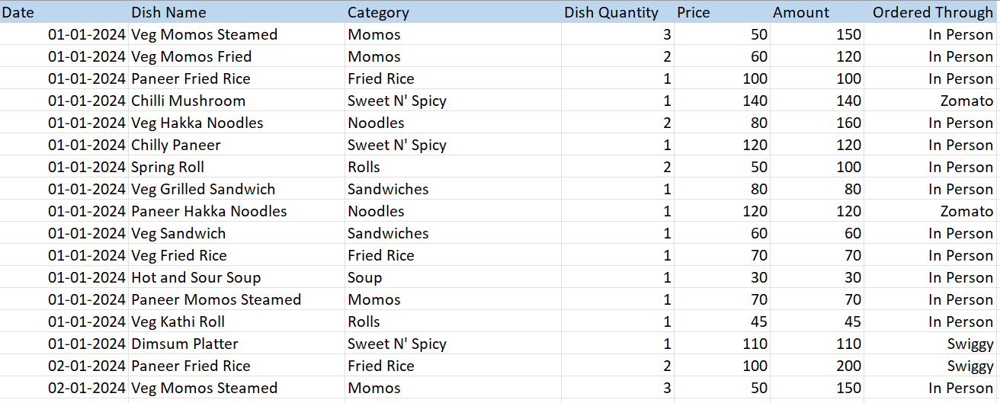 Date Dish Name Category Dish Quantity Price Amount Ordered Through
01-01-2024 Veg Momos Steamed Momos 3 50 150 In Person
01-01-2024 Veg Momos Fried Momos 2 60 120 In Person
01-01-2024 Paneer Fried Rice Fried Rice 1 100 100 In Person
01-01-2024 Chilli Mushroom Sweet N' Spicy 1 140 140 Zomato
01-01-2024 Veg Hakka Noodles Noodles 2 80 160 In Person
01-01-2024 Chilly Paneer Sweet N' Spicy 1 120 120 In Person
01-01-2024 Spring Roll Rolls 2 50 100 In Person
01-01-2024 Veg Grilled Sandwich Sandwiches 1 80 80 In Person
01-01-2024 Paneer Hakka Noodles Noodles 1 120 120 Zomato
01-01-2024 Veg Sandwich Sandwiches 1 60 60 In Person
01-01-2024 Veg Fried Rice Fried Rice 1 70 70 In Person
01-01-2024 Hot and Sour Soup Soup 1 30 30 In Person
01-01-2024 Paneer Momos Steamed Momos 1 70 70 In Person
01-01-2024 Veg Kathi Roll Rolls 1 45 45 In Person
01-01-2024 Dimsum Platter Sweet N' Spicy 1 110 110 Swiggy
02-01-2024 Paneer Fried Rice Fried Rice 2 100 200 Swiggy
02-01-2024 Veg Momos Steamed Momos 3 50 150 In Person